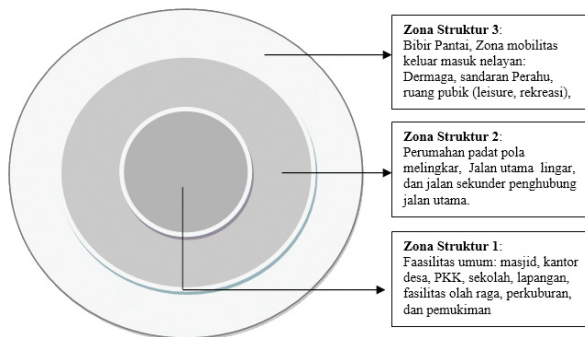 Zona Struktur 3:
Bibir Pantai, Zona mobilitas
keluar masuk nelayan:
Dermaga, sandaran Perahu,
ruang pubik (leisure, rekreasi),
Zona Struktur 2:
Perumahan padat pola
melingkar, Jalan utama lingar,
dan jalan sekunder penghubung
jalan utama.
Zona Struktur 1:
Faasilitas umum: masjid, kantor
desa, PKK, sekolah, lapangan,
fasilitas olah raga, perkuburan,
dan pemukiman